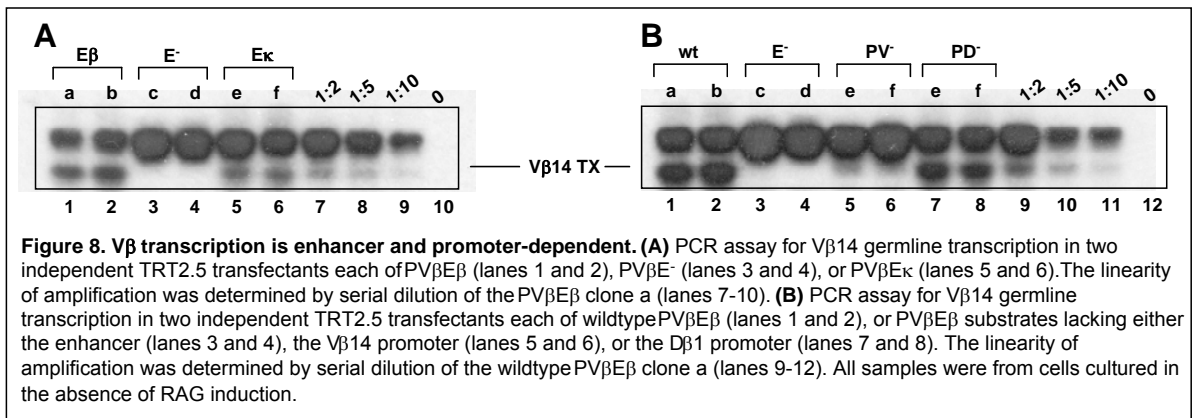 A
B
Eβ E⁻ Eκ
wt E⁻ PV⁻ PD⁻
a b c d e f 1:2 1:5 1:10 0
a b c d e f e f 1:2 1:5 1:10 0
Vβ14 TX
1 2 3 4 5 6 7 8 9 10
1 2 3 4 5 6 7 8 9 10 11 12
Figure 8. Vβ transcription is enhancer and promoter-dependent. (A) PCR assay for Vβ14 germline transcription in two
independent TRT2.5 transfectants each of PVβEβ (lanes 1 and 2), PVβE⁻ (lanes 3 and 4), or PVβEκ (lanes 5 and 6).The linearity
of amplification was determined by serial dilution of the PVβEβ clone a (lanes 7-10). (B) PCR assay for Vβ14 germline
transcription in two independent TRT2.5 transfectants each of wildtype PVβEβ (lanes 1 and 2), or PVβEβ substrates lacking either
the enhancer (lanes 3 and 4), the Vβ14 promoter (lanes 5 and 6), or the Dβ1 promoter (lanes 7 and 8). The linearity of
amplification was determined by serial dilution of the wildtype PVβEβ clone a (lanes 9-12). All samples were from cells cultured in
the absence of RAG induction.